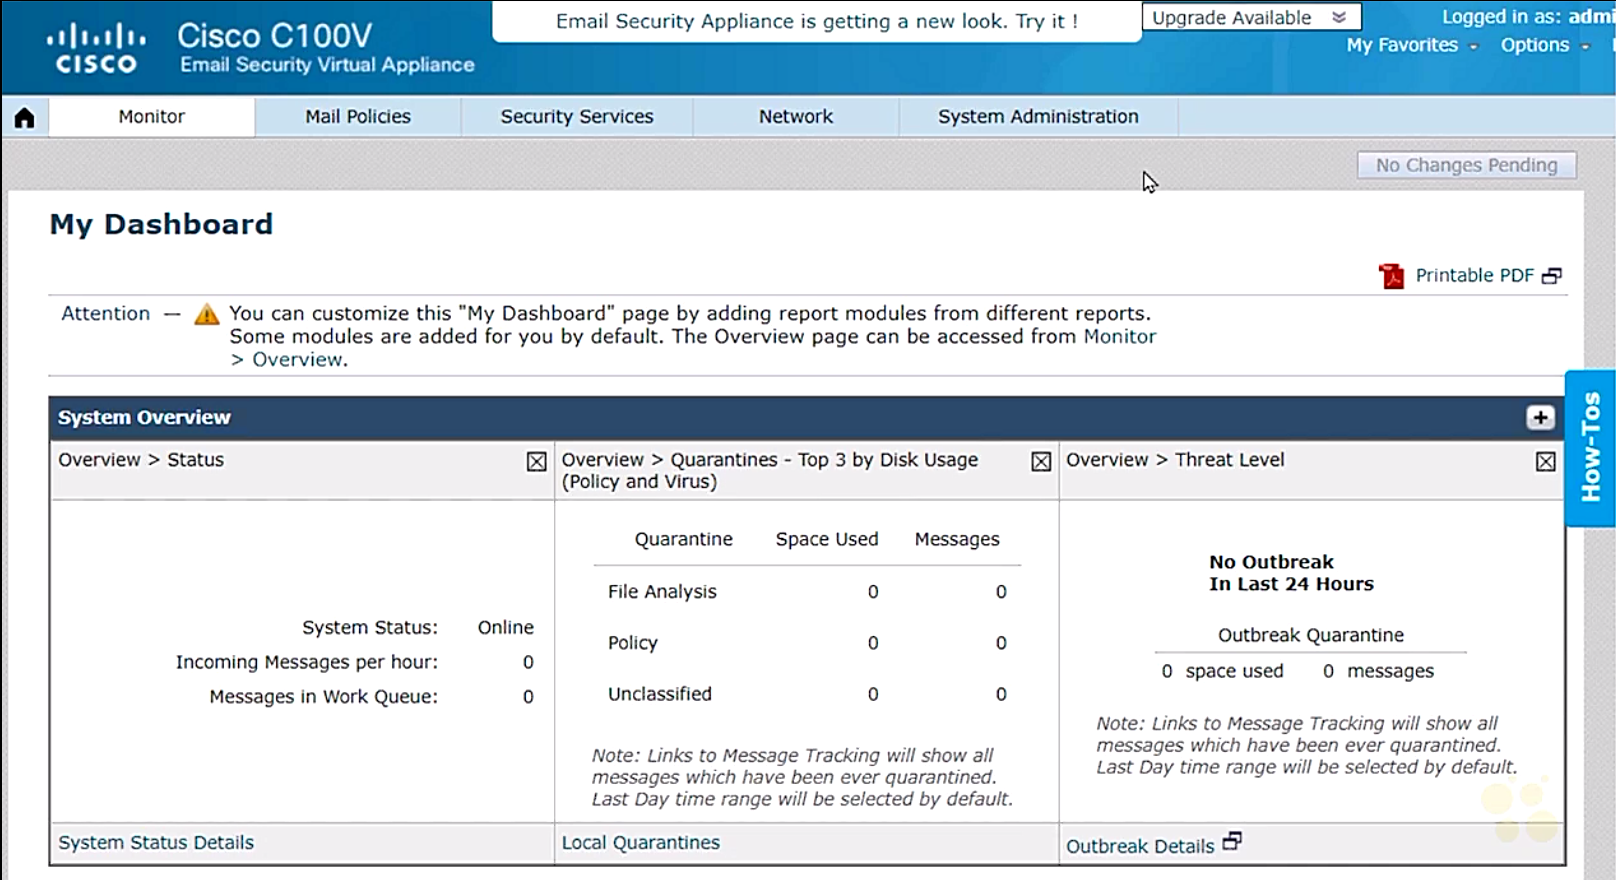 Email Security Appliance is getting a new look. Try it !
Upgrade Available
Logged in as: admi
CISCO
Cisco C100V
Email Security Virtual Appliance
My Favorites
Options
Monitor
Mail Policies
Security Services
Network
System Administration
No Changes Pending
My Dashboard
Printable PDF
Attention — You can customize this "My Dashboard" page by adding report modules from different reports.
Some modules are added for you by default. The Overview page can be accessed from Monitor
> Overview.
How-Tos
System Overview
Overview > Status
System Status: Online
Incoming Messages per hour: 0
Messages in Work Queue: 0
System Status Details
Overview > Quarantines - Top 3 by Disk Usage
(Policy and Virus)
Quarantine Space Used Messages
File Analysis 0 0
Policy 0 0
Unclassified 0 0
Note: Links to Message Tracking will show all
messages which have been ever quarantined.
Last Day time range will be selected by default.
Local Quarantines
Overview > Threat Level
No Outbreak
In Last 24 Hours
Outbreak Quarantine
0 space used 0 messages
Note: Links to Message Tracking will show all
messages which have been ever quarantined.
Last Day time range will be selected by default.
Outbreak Details